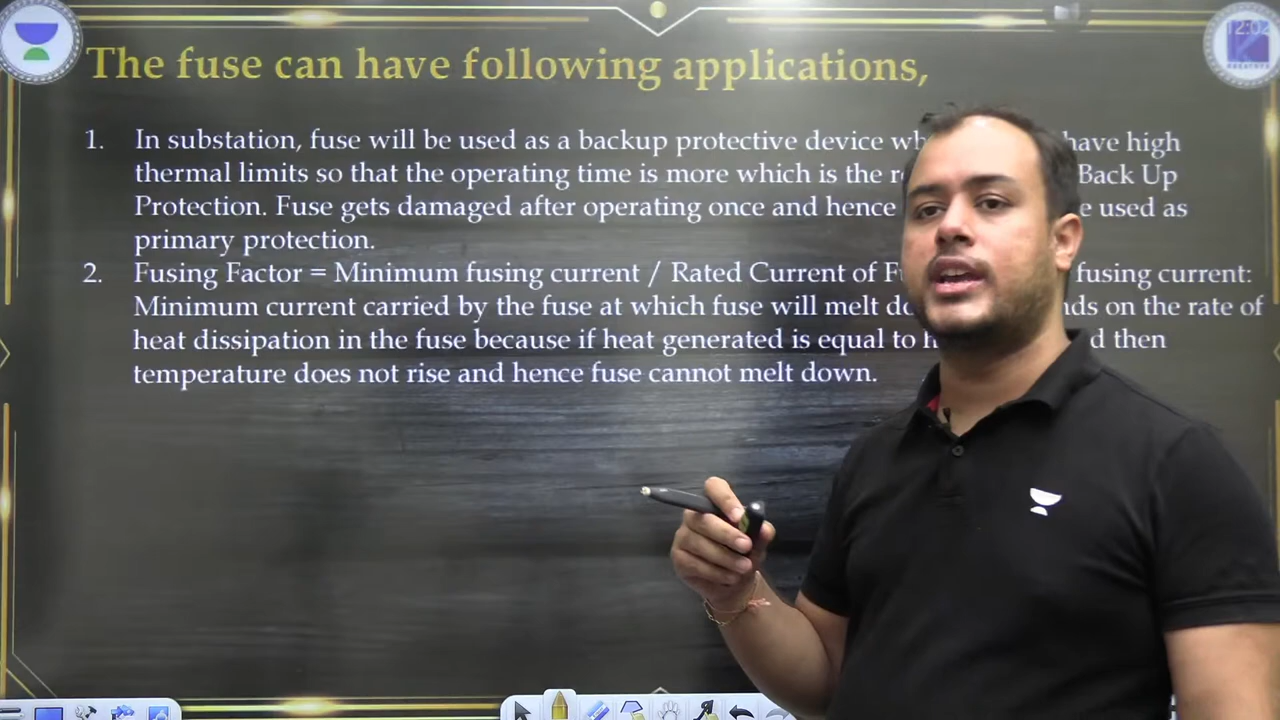 The fuse can have following applications,
12:02
1. In substation, fuse will be used as a backup protective device have high
thermal limits so that the operating time is more which is the Back Up
Protection. Fuse gets damaged after operating once and hence used as
primary protection.
2. Fusing Factor = Minimum fusing current / Rated Current of fusing current:
Minimum current carried by the fuse at which fuse will melt on the rate of
heat dissipation in the fuse because if heat generated is equal to then
temperature does not rise and hence fuse cannot melt down.